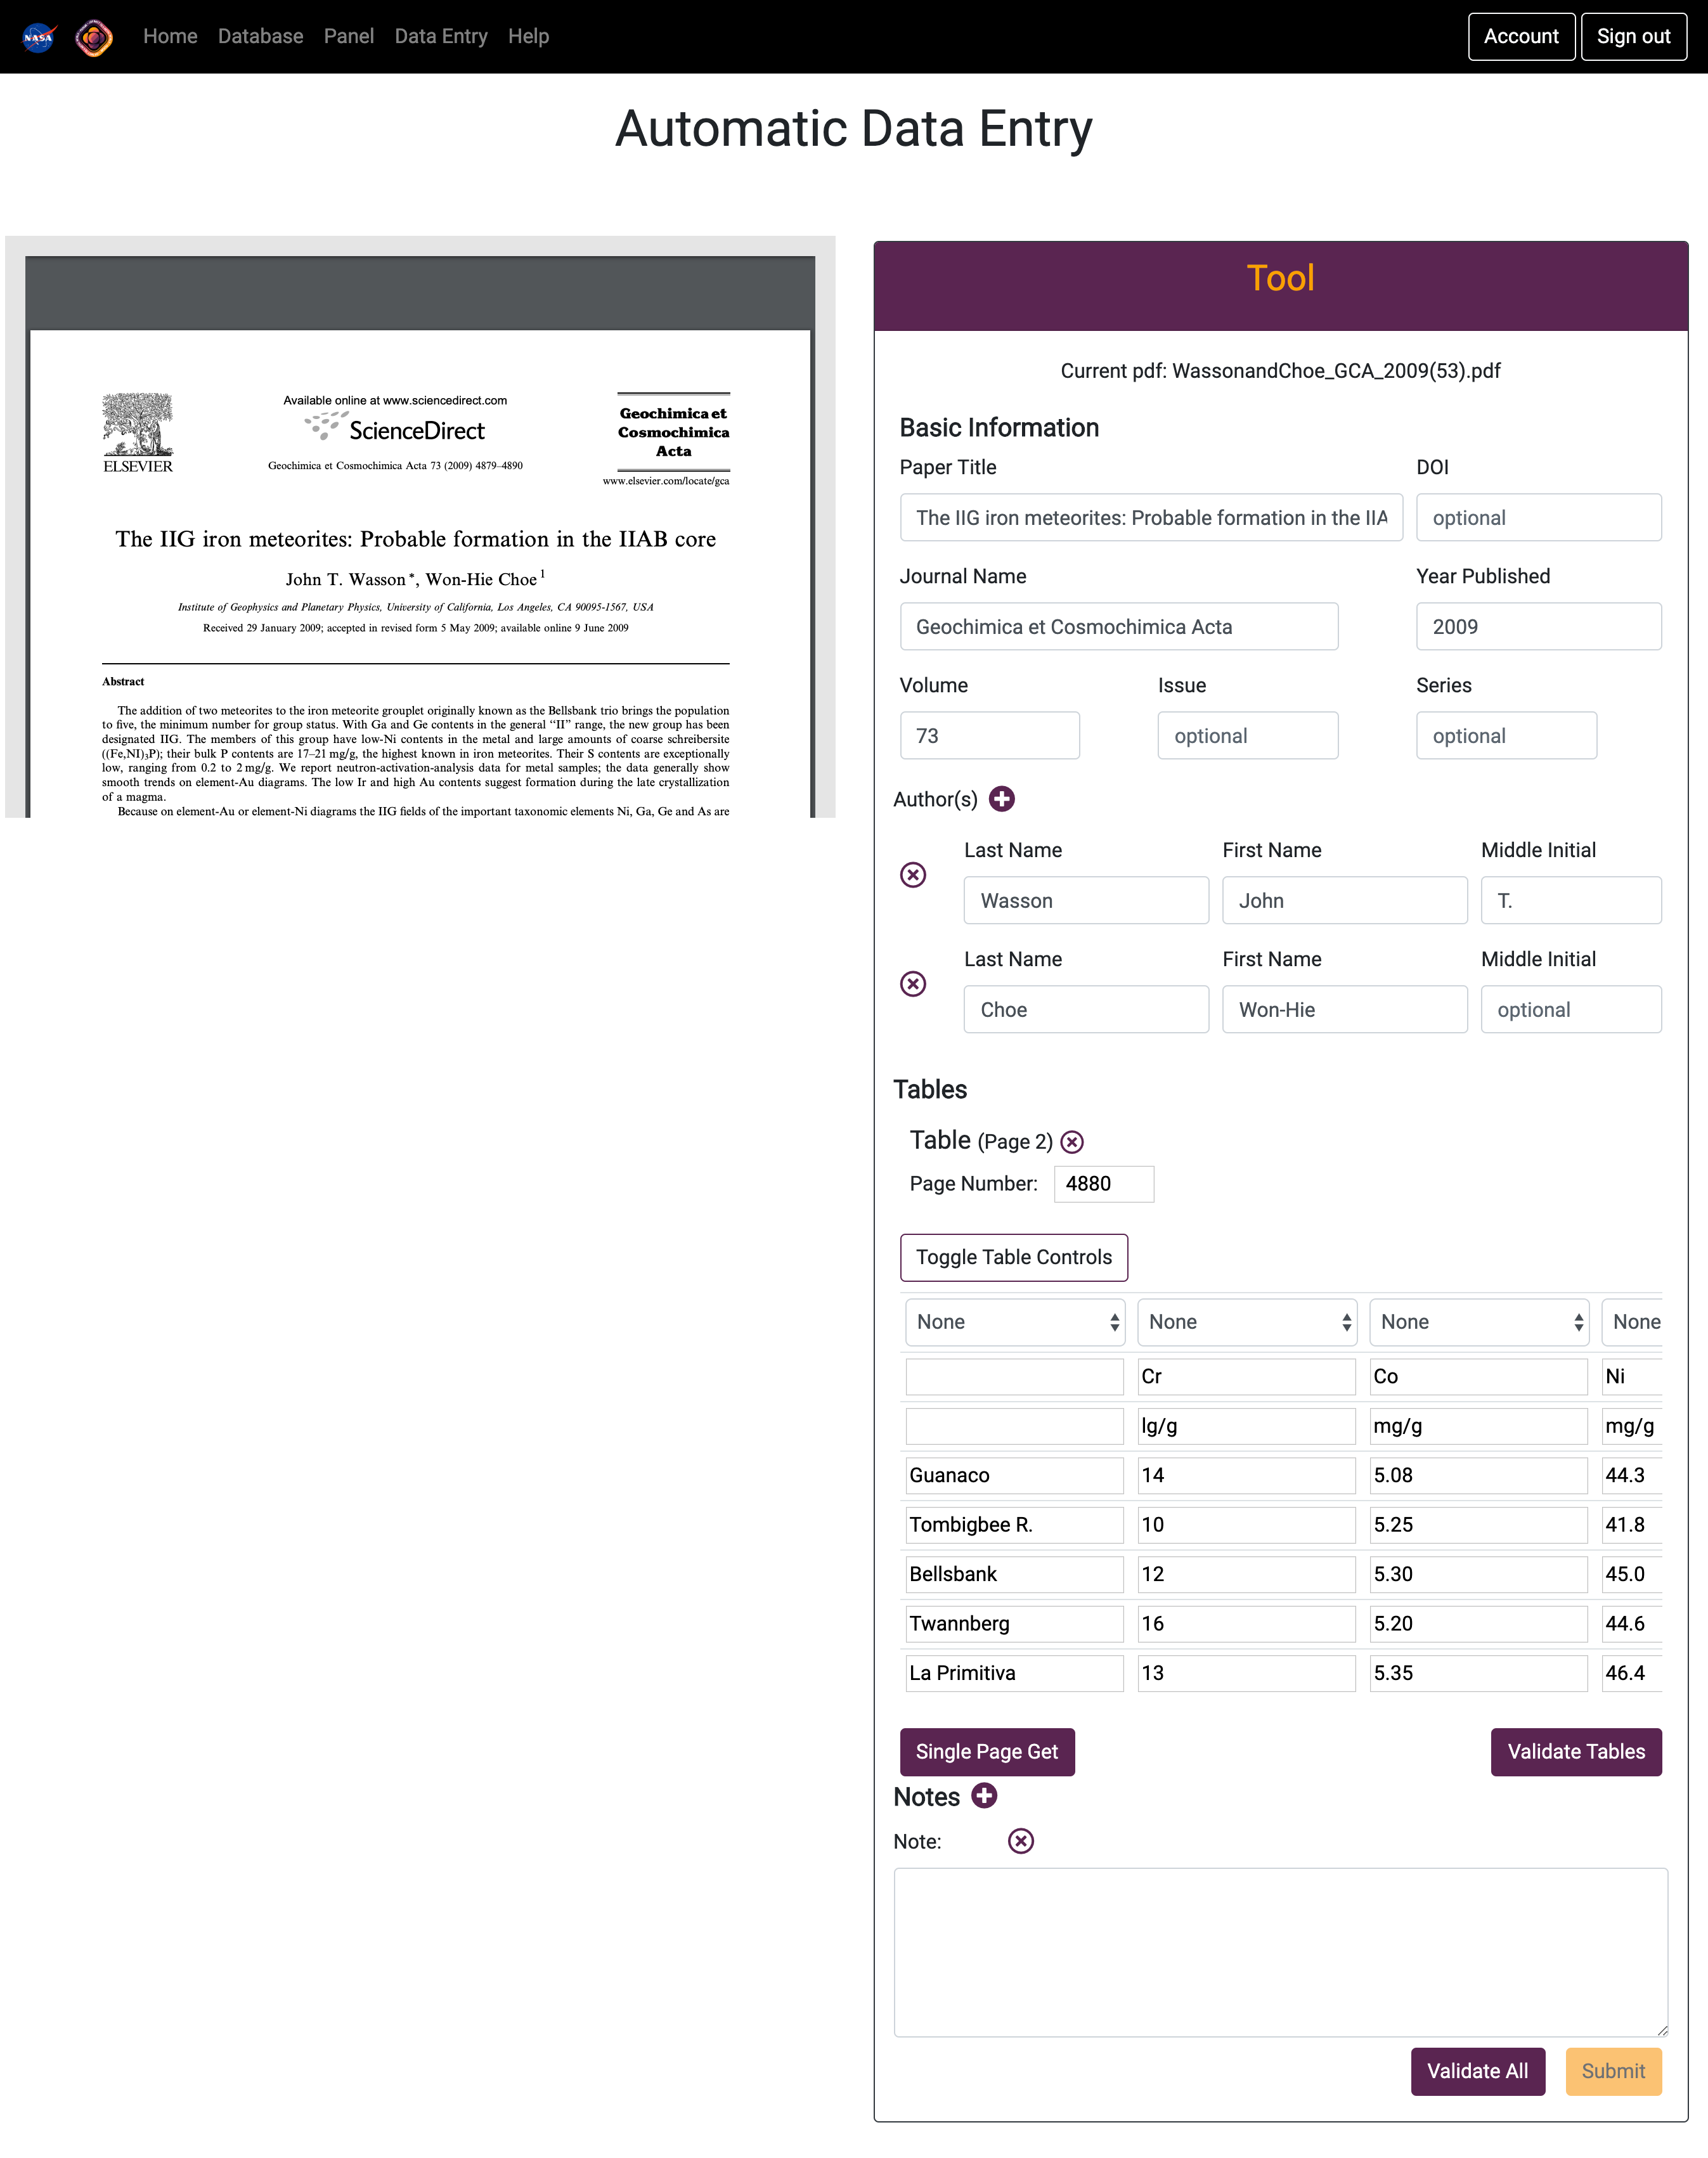 NASA
Home Database Panel Data Entry Help Account Sign out
Automatic Data Entry
Available online at www.sciencedirect.com
ScienceDirect
Geochimica et Cosmochimica Acta 73 (2009) 4879–4890
ELSEVIER
Geochimica et
Cosmochimica
Acta
www.elsevier.com/locate/gca
The IIG iron meteorites: Probable formation in the IIAB core
John T. Wasson *, Won-Hie Choe 1
Institute of Geophysics and Planetary Physics, University of California, Los Angeles, CA 90095-1567, USA
Received 29 January 2009; accepted in revised form 5 May 2009; available online 9 June 2009
Abstract
The addition of two meteorites to the iron meteorite grouplet originally known as the Bellsbank trio brings the population
to five, the minimum number for group status. With Ga and Ge contents in the general “II” range, the new group has been
designated IIG. The members of this group have low-Ni contents in the metal and large amounts of coarse schreibersite
((Fe,NI)3P); their bulk P contents are 17–21 mg/g, the highest known in iron meteorites. Their S contents are exceptionally
low, ranging from 0.2 to 2 mg/g. We report neutron-activation-analysis data for metal samples; the data generally show
smooth trends on element-Au diagrams. The low Ir and high Au contents suggest formation during the late crystallization
of a magma.
Because on element-Au or element-Ni diagrams the IIG fields of the important taxonomic elements Ni, Ga, Ge and As are
Tool
Current pdf: WassonandChoe_GCA_2009(53).pdf
Basic Information
Paper Title DOI
The IIG iron meteorites: Probable formation in the IIA optional
Journal Name Year Published
Geochimica et Cosmochimica Acta 2009
Volume Issue Series
73 optional optional
Author(s)
Last Name First Name Middle Initial
Wasson John T.
Last Name First Name Middle Initial
Choe Won-Hie optional
Tables
Table (Page 2)
Page Number: 4880
Toggle Table Controls
None None None None
Cr Co Ni
lg/g mg/g mg/g
Guanaco 14 5.08 44.3
Tombigbee R. 10 5.25 41.8
Bellsbank 12 5.30 45.0
Twannberg 16 5.20 44.6
La Primitiva 13 5.35 46.4
Single Page Get Validate Tables
Notes
Note:
Validate All Submit